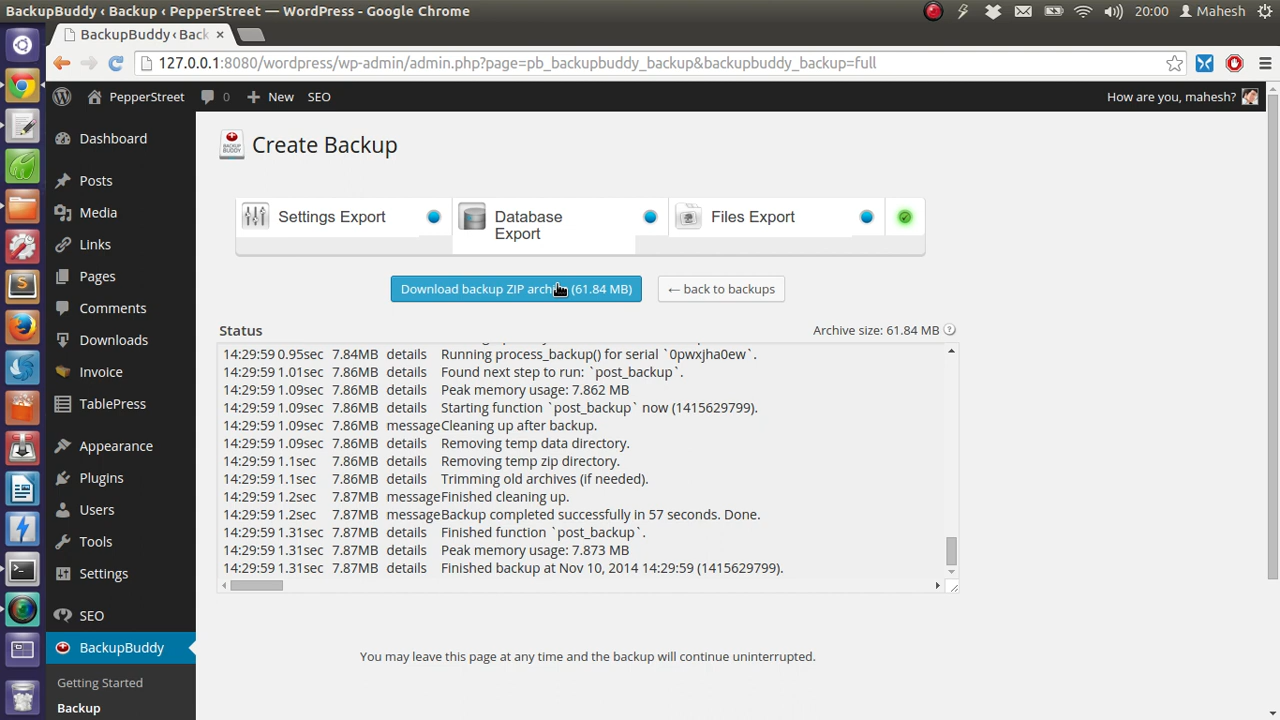 BackupBuddy ‹ Backup ‹ PepperStreet — WordPress - Google Chrome
20:00
Mahesh
BackupBuddy ‹ Back
127.0.0.1:8080/wordpress/wp-admin/admin.php?page=pb_backupbuddy_backup&backupbuddy_backup=full
PepperStreet
0
New
SEO
How are you, mahesh?
Dashboard
Posts
Media
Links
Pages
Comments
Downloads
Invoice
TablePress
Appearance
Plugins
Users
Tools
Settings
SEO
BackupBuddy
Getting Started
Backup
BACKUP
BUDDY
Create Backup
Settings Export
Database
Export
Files Export
Download backup ZIP archi (61.84 MB)
← back to backups
Status
Archive size: 61.84 MB ?
14:29:59 0.95sec 7.84MB details Running process_backup() for serial `0pwxjha0ew`.
14:29:59 1.01sec 7.86MB details Found next step to run: `post_backup`.
14:29:59 1.09sec 7.86MB details Peak memory usage: 7.862 MB
14:29:59 1.09sec 7.86MB details Starting function `post_backup` now (1415629799).
14:29:59 1.09sec 7.86MB messageCleaning up after backup.
14:29:59 1.09sec 7.86MB details Removing temp data directory.
14:29:59 1.1sec 7.86MB details Removing temp zip directory.
14:29:59 1.1sec 7.86MB details Trimming old archives (if needed).
14:29:59 1.2sec 7.87MB messageFinished cleaning up.
14:29:59 1.2sec 7.87MB messageBackup completed successfully in 57 seconds. Done.
14:29:59 1.31sec 7.87MB details Finished function `post_backup`.
14:29:59 1.31sec 7.87MB details Peak memory usage: 7.873 MB
14:29:59 1.31sec 7.87MB details Finished backup at Nov 10, 2014 14:29:59 (1415629799).
You may leave this page at any time and the backup will continue uninterrupted.